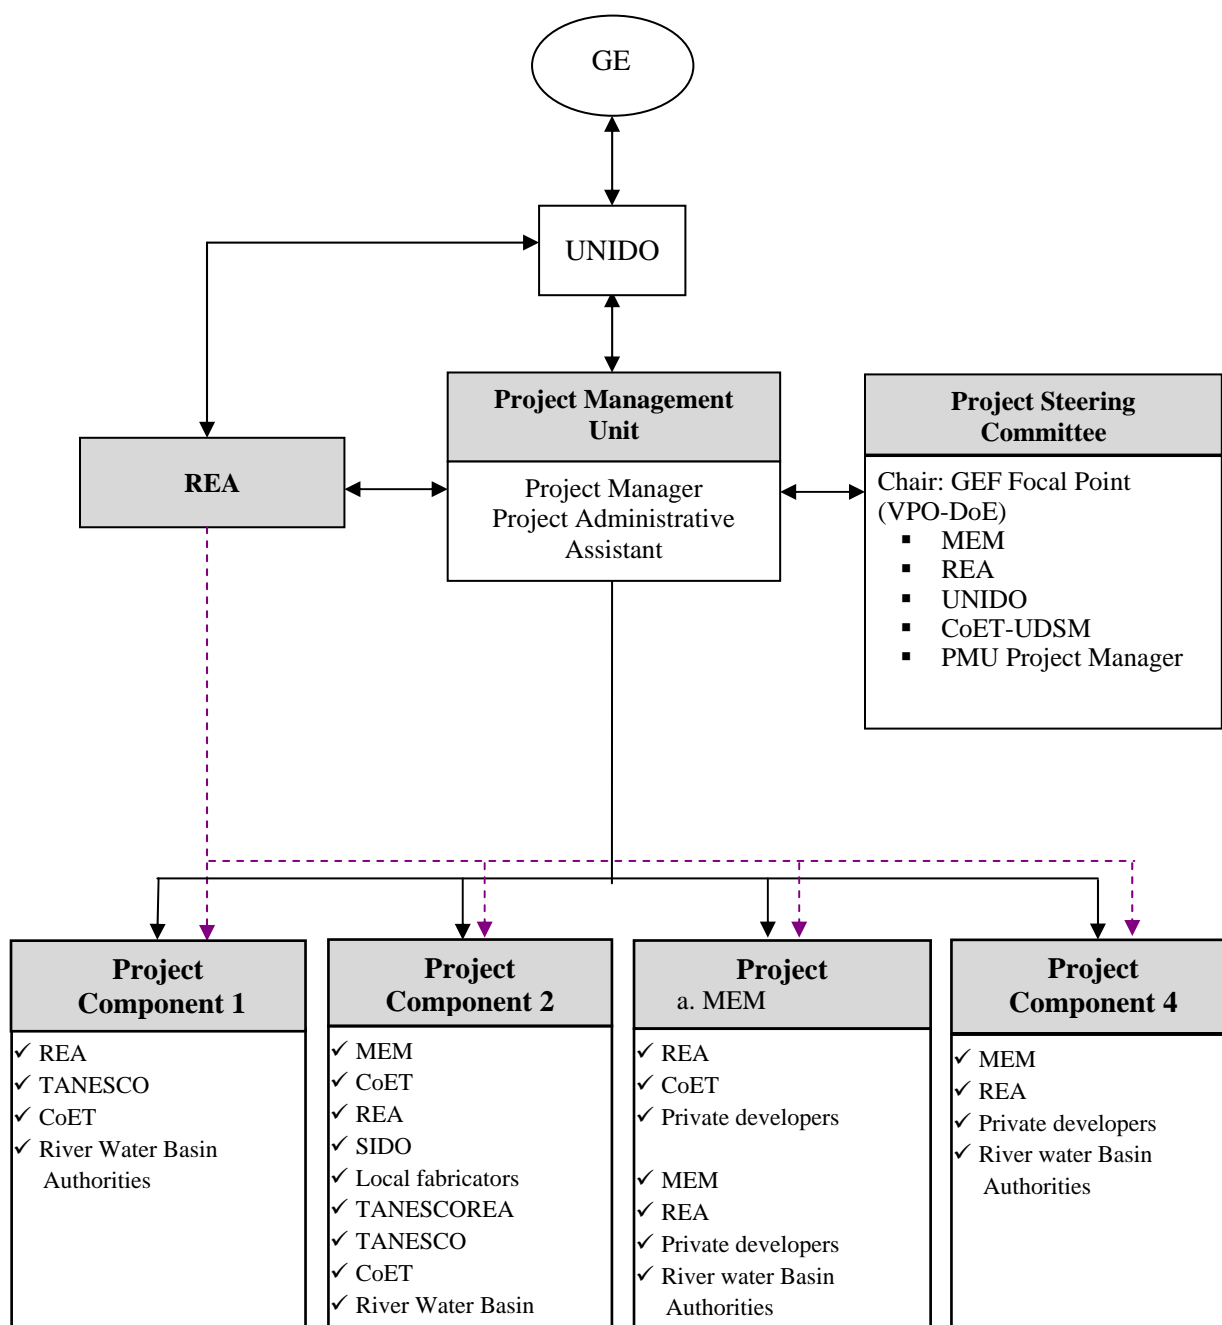 GE
UNIDO
Project Management
Unit
Project Manager
Project Administrative
Assistant
Project Steering
Committee
Chair: GEF Focal Point
(VPO-DoE)
▪ MEM
▪ REA
▪ UNIDO
▪ CoET-UDSM
▪ PMU Project Manager
REA
Project
Component 1
✓ REA
✓ TANESCO
✓ CoET
✓ River Water Basin
Authorities
Project
Component 2
✓ MEM
✓ CoET
✓ REA
✓ SIDO
✓ Local fabricators
✓ TANESCOREA
✓ TANESCO
✓ CoET
✓ River Water Basin
Project
a. MEM
✓ REA
✓ CoET
✓ Private developers
✓ MEM
✓ REA
✓ Private developers
✓ River water Basin
Authorities
Project
Component 4
✓ MEM
✓ REA
✓ Private developers
✓ River water Basin
Authorities